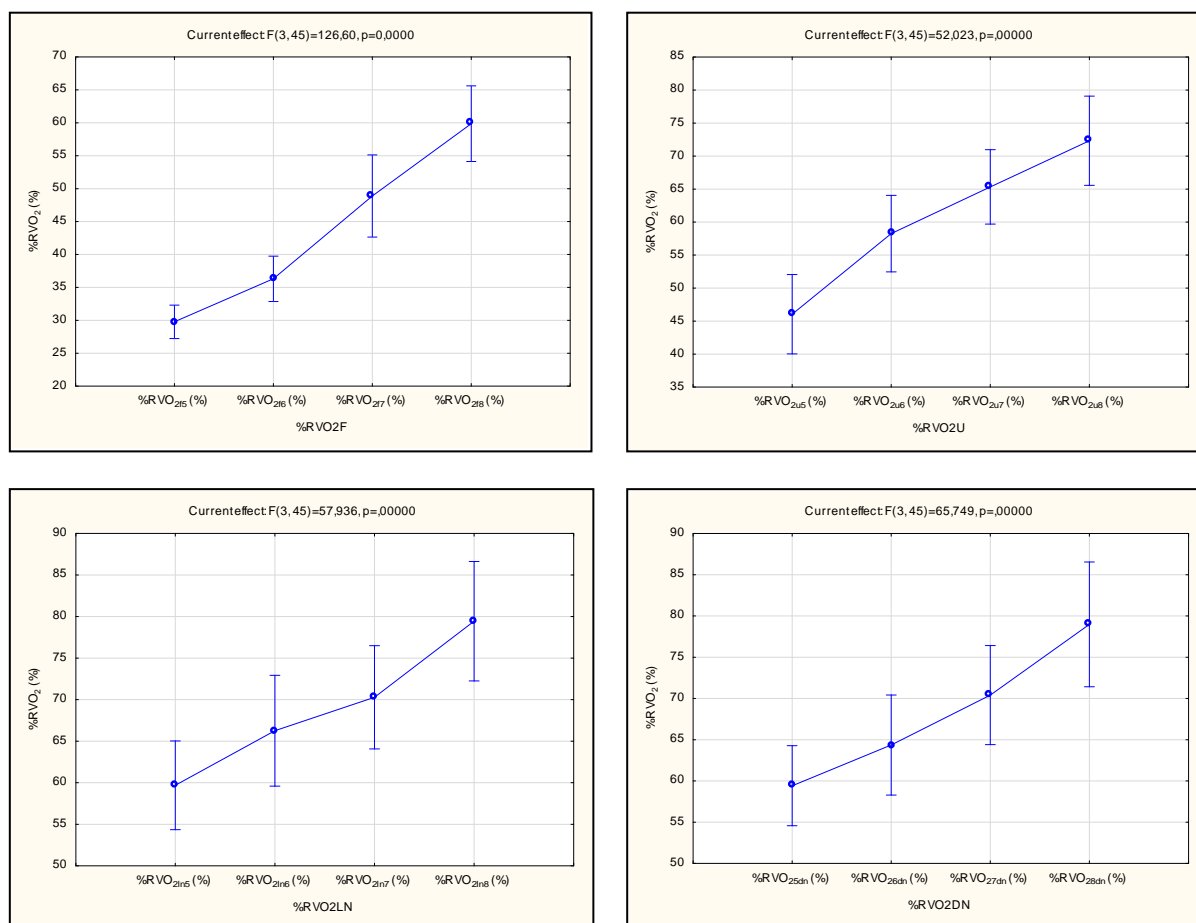 Current effect: F(3, 45)=126,60, p=0,0000
70
65
60
55
50
45
40
35
30
25
20
%RVO2 (%)
%RVO2f5 (%) %RVO2f6 (%) %RVO2f7 (%) %RVO2f8 (%)
%RVO2F
Current effect: F(3, 45)=52,023, p=,00000
85
80
75
70
65
60
55
50
45
40
35
%RVO2 (%)
%RVO2u5 (%) %RVO2u6 (%) %RVO2u7 (%) %RVO2u8 (%)
%RVO2U
Current effect: F(3, 45)=57,936, p=,00000
90
85
80
75
70
65
60
55
50
%RVO2 (%)
%RVO2ln5 (%) %RVO2ln6 (%) %RVO2ln7 (%) %RVO2ln8 (%)
%RVO2LN
Current effect: F(3, 45)=65,749, p=,00000
90
85
80
75
70
65
60
55
50
%RVO2 (%)
%RVO25dn (%) %RVO26dn (%) %RVO27dn (%) %RVO28dn (%)
%RVO2DN